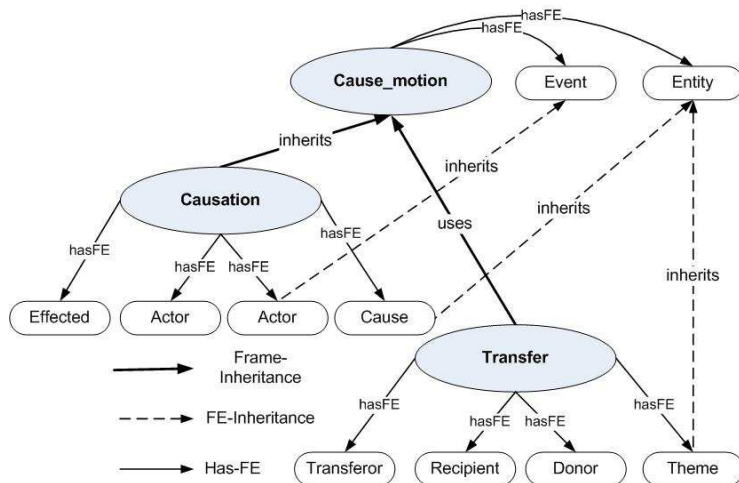 hasFE
hasFE
Cause_motion
Event
Entity
inherits
Causation
inherits
inherits
uses
hasFE
hasFE
hasFE
hasFE
inherits
Effected
Actor
Actor
Cause
Frame-
Inheritance
Transfer
FE-Inheritance
hasFE
hasFE
hasFE
hasFE
Has-FE
Transferor
Recipient
Donor
Theme